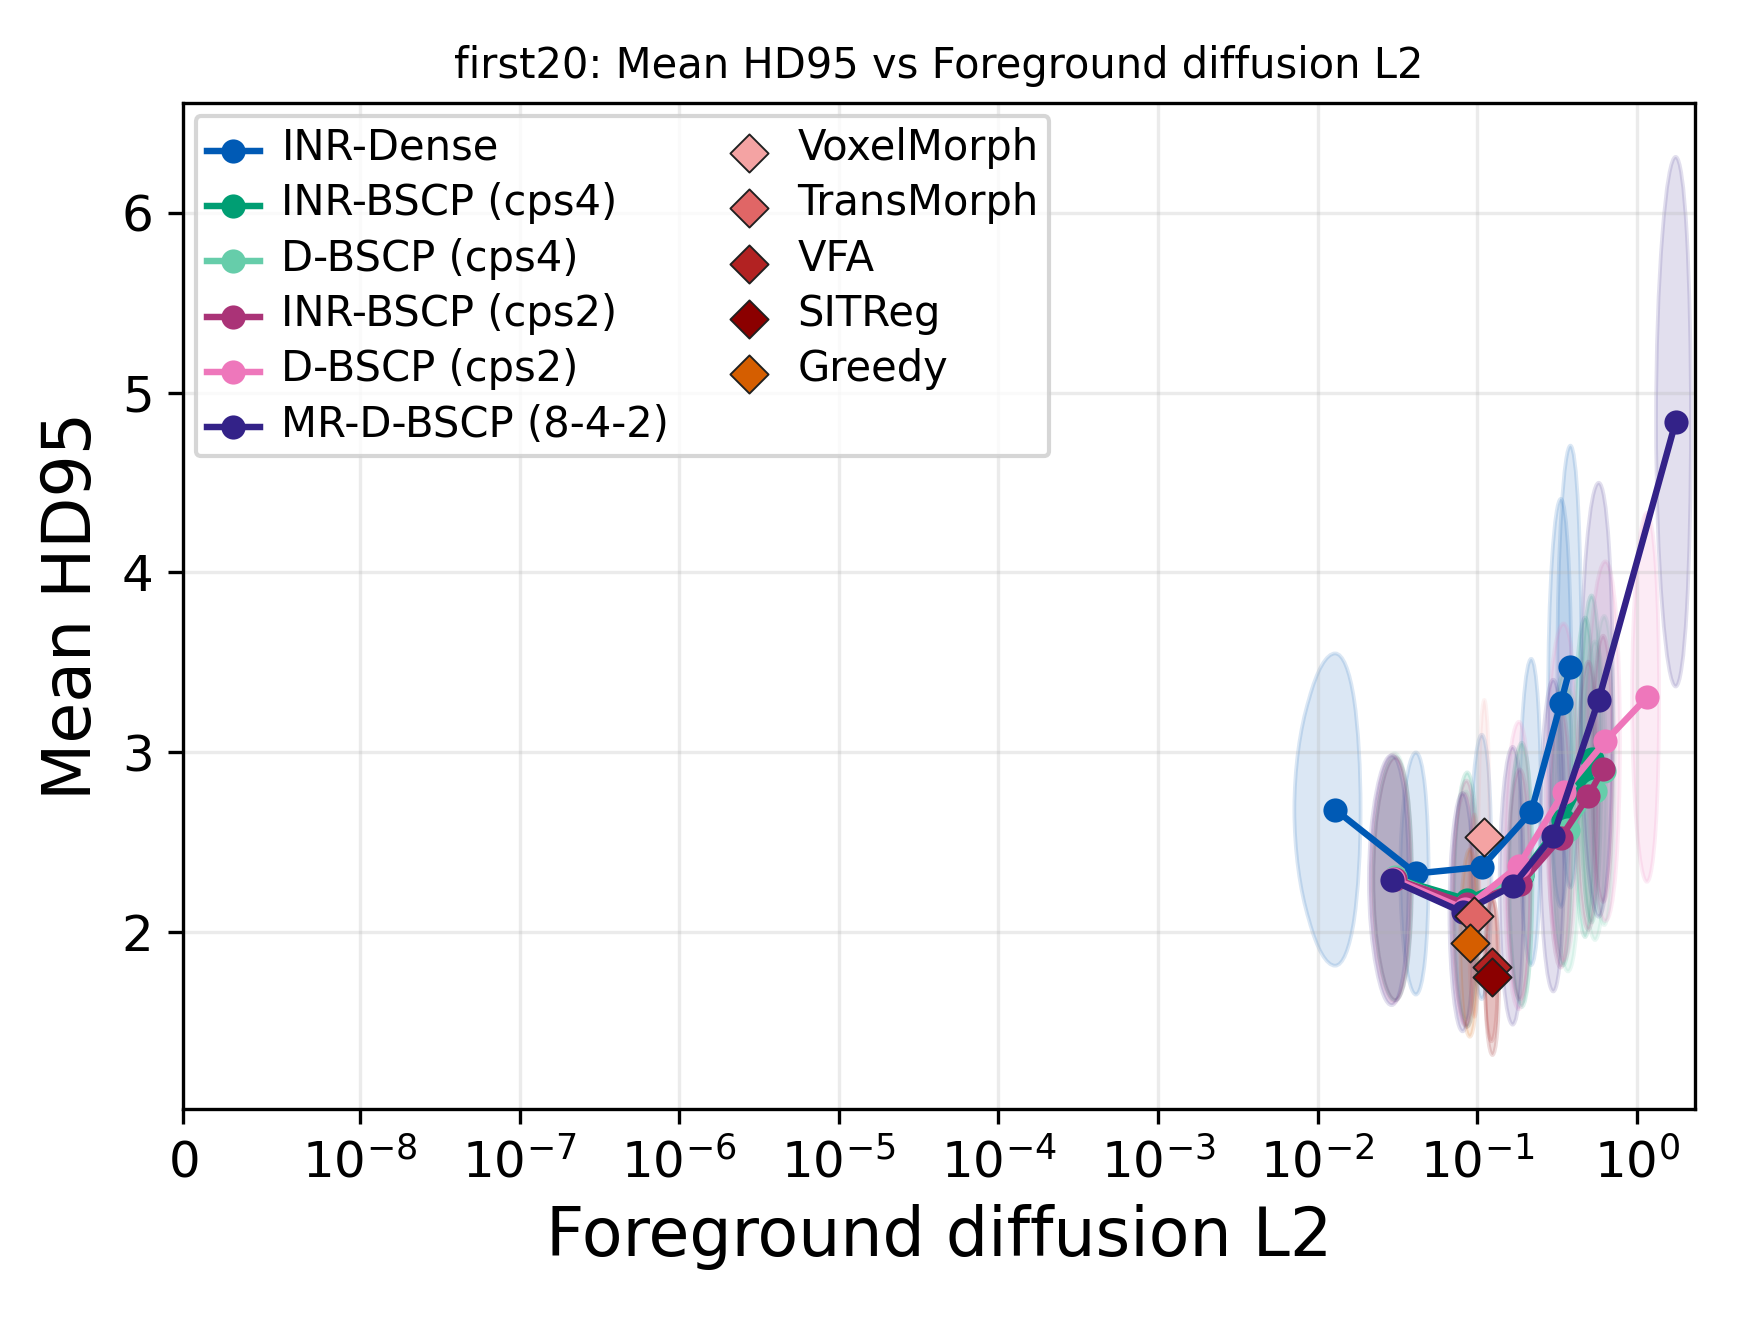 first20: Mean HD95 vs Foreground diffusion L2
INR-Dense
INR-BSCP (cps4)
D-BSCP (cps4)
INR-BSCP (cps2)
D-BSCP (cps2)
MR-D-BSCP (8-4-2)
VoxelMorph
TransMorph
VFA
SITReg
Greedy
Mean HD95
6
5
4
3
2
0 10⁻⁸ 10⁻⁷ 10⁻⁶ 10⁻⁵ 10⁻⁴ 10⁻³ 10⁻² 10⁻¹ 10⁰
Foreground diffusion L2